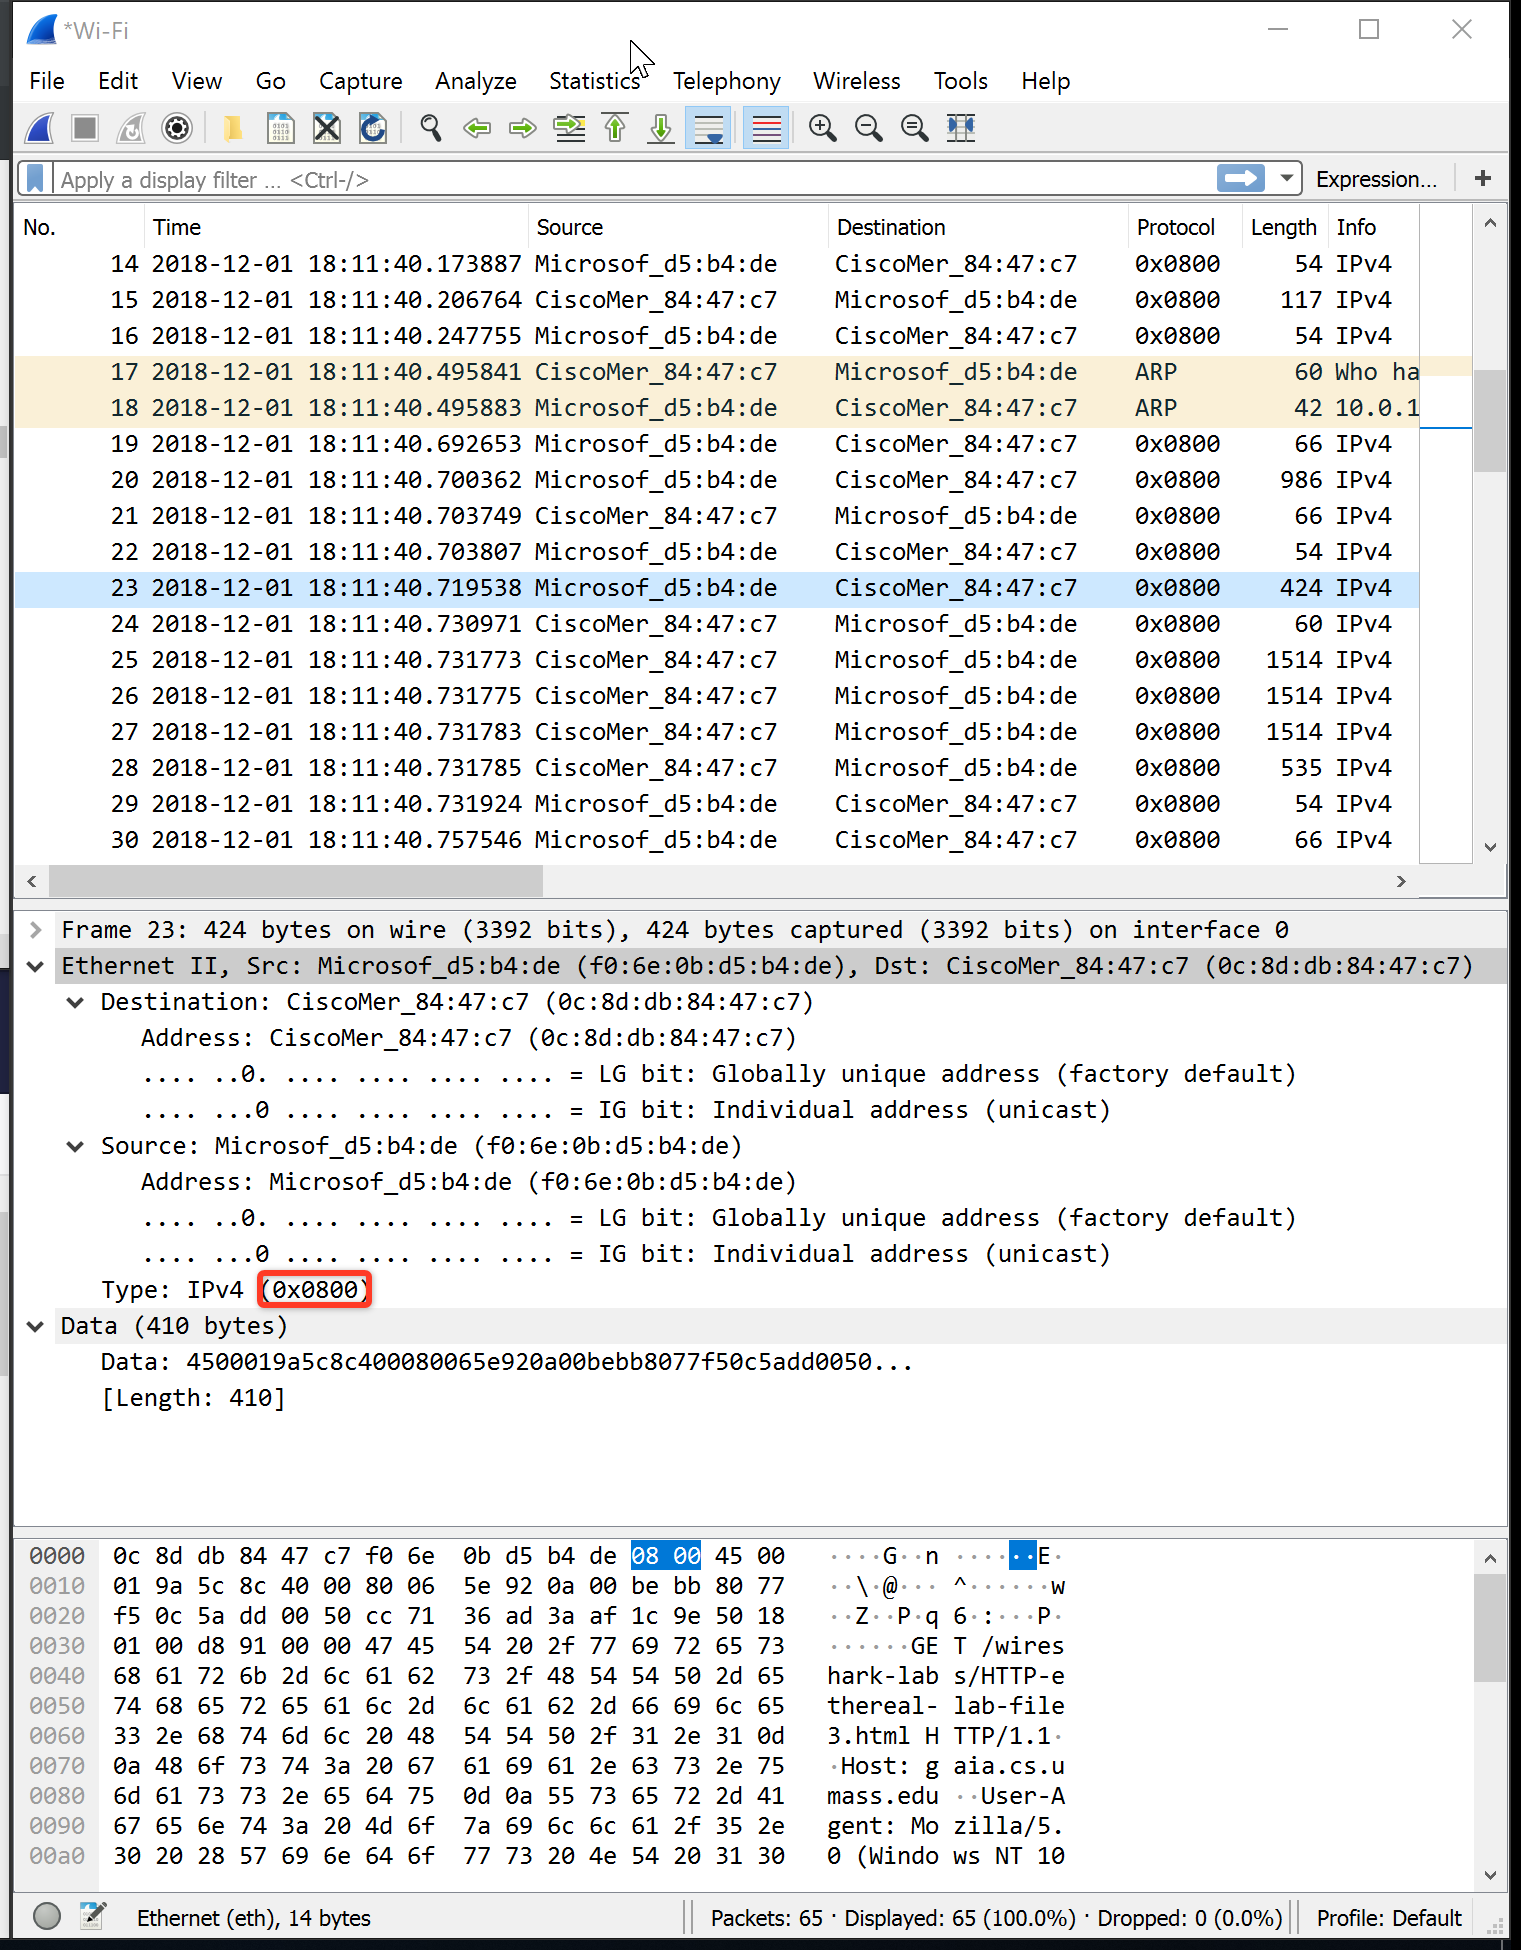 *Wi-Fi
File Edit View Go Capture Analyze Statistics Telephony Wireless Tools Help
Apply a display filter ... <Ctrl-/> Expression... +
No. Time Source Destination Protocol Length Info
14 2018-12-01 18:11:40.173887 Microsof_d5:b4:de CiscoMer_84:47:c7 0x0800 54 IPv4
15 2018-12-01 18:11:40.206764 CiscoMer_84:47:c7 Microsof_d5:b4:de 0x0800 117 IPv4
16 2018-12-01 18:11:40.247755 Microsof_d5:b4:de CiscoMer_84:47:c7 0x0800 54 IPv4
17 2018-12-01 18:11:40.495841 CiscoMer_84:47:c7 Microsof_d5:b4:de ARP 60 Who ha
18 2018-12-01 18:11:40.495883 Microsof_d5:b4:de CiscoMer_84:47:c7 ARP 42 10.0.1
19 2018-12-01 18:11:40.692653 Microsof_d5:b4:de CiscoMer_84:47:c7 0x0800 66 IPv4
20 2018-12-01 18:11:40.700362 Microsof_d5:b4:de CiscoMer_84:47:c7 0x0800 986 IPv4
21 2018-12-01 18:11:40.703749 CiscoMer_84:47:c7 Microsof_d5:b4:de 0x0800 66 IPv4
22 2018-12-01 18:11:40.703807 Microsof_d5:b4:de CiscoMer_84:47:c7 0x0800 54 IPv4
23 2018-12-01 18:11:40.719538 Microsof_d5:b4:de CiscoMer_84:47:c7 0x0800 424 IPv4
24 2018-12-01 18:11:40.730971 CiscoMer_84:47:c7 Microsof_d5:b4:de 0x0800 60 IPv4
25 2018-12-01 18:11:40.731773 CiscoMer_84:47:c7 Microsof_d5:b4:de 0x0800 1514 IPv4
26 2018-12-01 18:11:40.731775 CiscoMer_84:47:c7 Microsof_d5:b4:de 0x0800 1514 IPv4
27 2018-12-01 18:11:40.731783 CiscoMer_84:47:c7 Microsof_d5:b4:de 0x0800 1514 IPv4
28 2018-12-01 18:11:40.731785 CiscoMer_84:47:c7 Microsof_d5:b4:de 0x0800 535 IPv4
29 2018-12-01 18:11:40.731924 Microsof_d5:b4:de CiscoMer_84:47:c7 0x0800 54 IPv4
30 2018-12-01 18:11:40.757546 Microsof_d5:b4:de CiscoMer_84:47:c7 0x0800 66 IPv4
Frame 23: 424 bytes on wire (3392 bits), 424 bytes captured (3392 bits) on interface 0
Ethernet II, Src: Microsof_d5:b4:de (f0:6e:0b:d5:b4:de), Dst: CiscoMer_84:47:c7 (0c:8d:db:84:47:c7)
Destination: CiscoMer_84:47:c7 (0c:8d:db:84:47:c7)
Address: CiscoMer_84:47:c7 (0c:8d:db:84:47:c7)
.... ..0. .... .... .... .... = LG bit: Globally unique address (factory default)
.... ...0 .... .... .... .... = IG bit: Individual address (unicast)
Source: Microsof_d5:b4:de (f0:6e:0b:d5:b4:de)
Address: Microsof_d5:b4:de (f0:6e:0b:d5:b4:de)
.... ..0. .... .... .... .... = LG bit: Globally unique address (factory default)
.... ...0 .... .... .... .... = IG bit: Individual address (unicast)
Type: IPv4 (0x0800)
Data (410 bytes)
Data: 4500019a5c8c400080065e920a00bebb8077f50c5add0050...
[Length: 410]
0000 0c 8d db 84 47 c7 f0 6e 0b d5 b4 de 08 00 45 00 ····G··n ······E·
0010 01 9a 5c 8c 40 00 80 06 5e 92 0a 00 be bb 80 77 ··\·@··· ^······w
0020 f5 0c 5a dd 00 50 cc 71 36 ad 3a af 1c 9e 50 18 ··Z··P·q 6·:···P·
0030 01 00 d8 91 00 00 47 45 54 20 2f 77 69 72 65 73 ······GE T /wires
0040 68 61 72 6b 2d 6c 61 62 73 2f 48 54 54 50 2d 65 hark-lab s/HTTP-e
0050 74 68 65 72 65 61 6c 2d 6c 61 62 2d 66 69 6c 65 thereal- lab-file
0060 33 2e 68 74 6d 6c 20 48 54 54 50 2f 31 2e 31 0d 3.html H TTP/1.1·
0070 0a 48 6f 73 74 3a 20 67 61 69 61 2e 63 73 2e 75 ·Host: g aia.cs.u
0080 6d 61 73 73 2e 65 64 75 0d 0a 55 73 65 72 2d 41 mass.edu ··User-A
0090 67 65 6e 74 3a 20 4d 6f 7a 69 6c 6c 61 2f 35 2e gent: Mo zilla/5.
00a0 30 20 28 57 69 6e 64 6f 77 73 20 4e 54 20 31 30 0 (Windo ws NT 10
Ethernet (eth), 14 bytes Packets: 65 · Displayed: 65 (100.0%) · Dropped: 0 (0.0%) Profile: Default